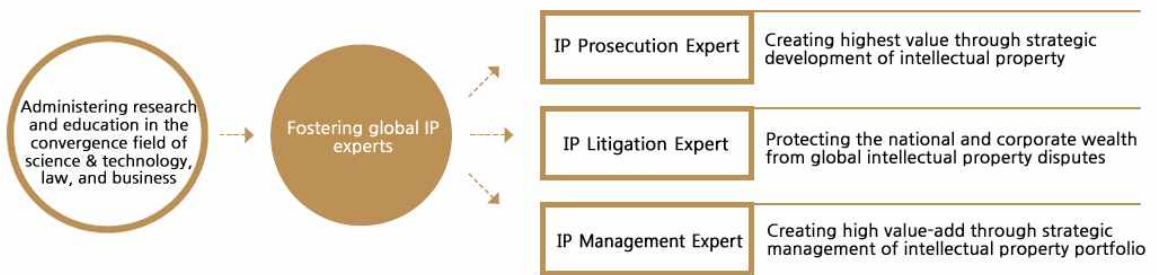 Administering research
and education in the
convergence field of
science & technology,
law, and business
Fostering global IP
experts
IP Prosecution Expert
Creating highest value through strategic
development of intellectual property
IP Litigation Expert
Protecting the national and corporate wealth
from global intellectual property disputes
IP Management Expert
Creating high value-add through strategic
management of intellectual property portfolio